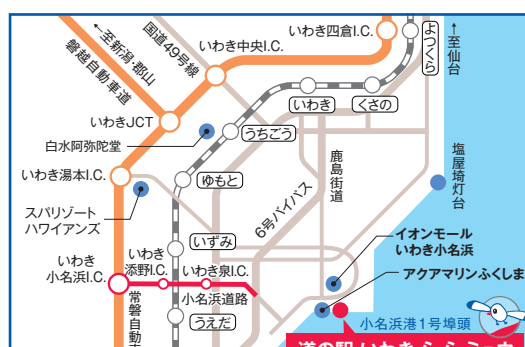 ←至新潟・郡山
磐越自動車道
国道49号線
いわき中央I.C.
いわき四倉I.C.
よつくら
↑至仙台
いわきJCT
いわき
くさの
白水阿弥陀堂
うちごう
いわき湯本I.C.
ゆもと
スパリゾート
ハワイアンズ
6号バイパス
鹿島街道
塩屋埼灯台
いずみ
イオンモール
いわき小名浜
いわき
小名浜I.C.
いわき
添野I.C.
いわき泉I.C.
小名浜道路
アクアマリンふくしま
常磐自動車
うえだ
小名浜港1号埠頭